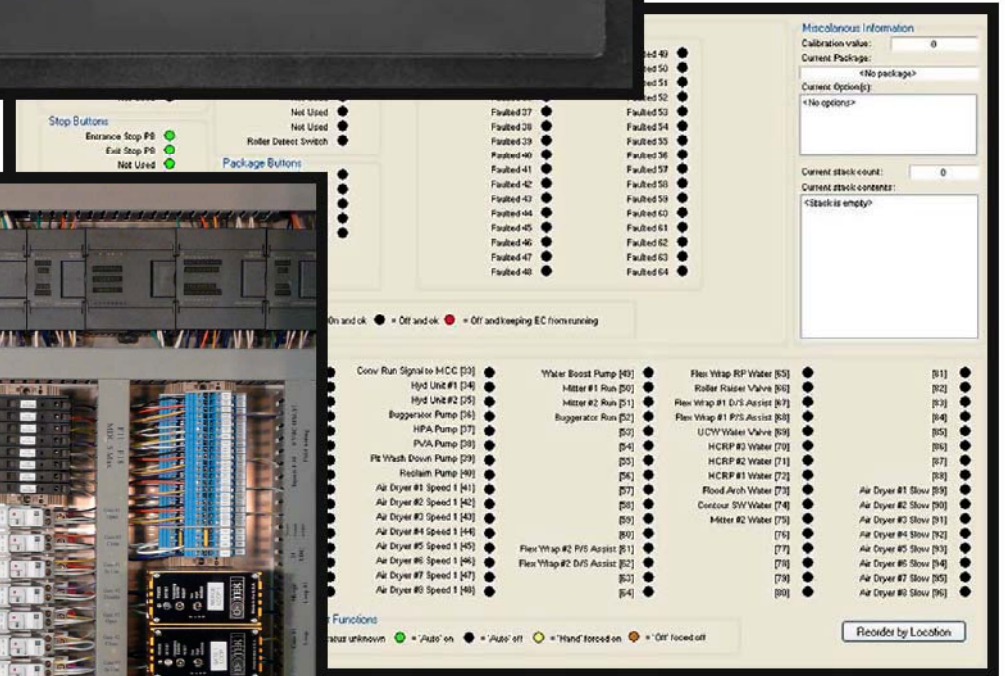 Miscelanous Information
Calibration value: 0
Current Package:
<No package>
Current Option(s):
<No options>
Current stack count: 0
Current stack contents:
<Stack is empty>
Faulted 50
Faulted 51
Faulted 52
Not Used
Faulted 37
Faulted 53
Stop Buttons
Not Used
Faulted 38
Faulted 54
Entrance Stop PB
Roller Detect Switch
Faulted 39
Faulted 55
Exit Stop PB
Faulted 40
Faulted 56
Not Used
Package Buttons
Faulted 41
Faulted 57
Faulted 42
Faulted 58
Faulted 43
Faulted 59
Faulted 44
Faulted 60
Faulted 45
Faulted 61
Faulted 46
Faulted 62
Faulted 47
Faulted 63
Faulted 48
Faulted 64
On and ok = Off and ok = Off and keeping EC from running
Conv Run Signal to MCC [33]
Hyd Unit #1 [34]
Hyd Unit #2 [35]
Buggerator Pump [36]
HPA Pump [37]
PVA Pump [38]
Pit Wash Down Pump [39]
Reclaim Pump [40]
Air Dryer #1 Speed 1 [41]
Air Dryer #2 Speed 1 [42]
Air Dryer #3 Speed 1 [43]
Air Dryer #4 Speed 1 [44]
Air Dryer #5 Speed 1 [45]
Air Dryer #6 Speed 1 [46]
Air Dryer #7 Speed 1 [47]
Air Dryer #8 Speed 1 [48]
Water Boost Pump [49]
Mitter #1 Run [50]
Mitter #2 Run [51]
Buggerator Run [52]
[53]
[54]
[55]
[56]
[57]
[58]
[59]
[60]
Flex Wrap #2 P/S Assist [61]
Flex Wrap #2 D/S Assist [62]
[63]
[64]
Flex Wrap RP Water [65]
Roller Raiser Valve [66]
Flex Wrap #1 D/S Assist [67]
Flex Wrap #1 P/S Assist [68]
UCW Water Valve [69]
HCRP #3 Water [70]
HCRP #2 Water [71]
HCRP #1 Water [72]
Flood Arch Water [73]
Contour SW Water [74]
Mitter #2 Water [75]
[76]
[77]
[78]
[79]
[80]
[81]
[82]
[83]
[84]
[85]
[86]
[87]
[88]
Air Dryer #1 Slow [89]
Air Dryer #2 Slow [90]
Air Dryer #3 Slow [91]
Air Dryer #4 Slow [92]
Air Dryer #5 Slow [93]
Air Dryer #6 Slow [94]
Air Dryer #7 Slow [95]
Air Dryer #8 Slow [96]
Functions
status unknown = 'Auto' on = 'Auto' off = 'Hand' forced on = 'Off' foced off
Reorder by Location